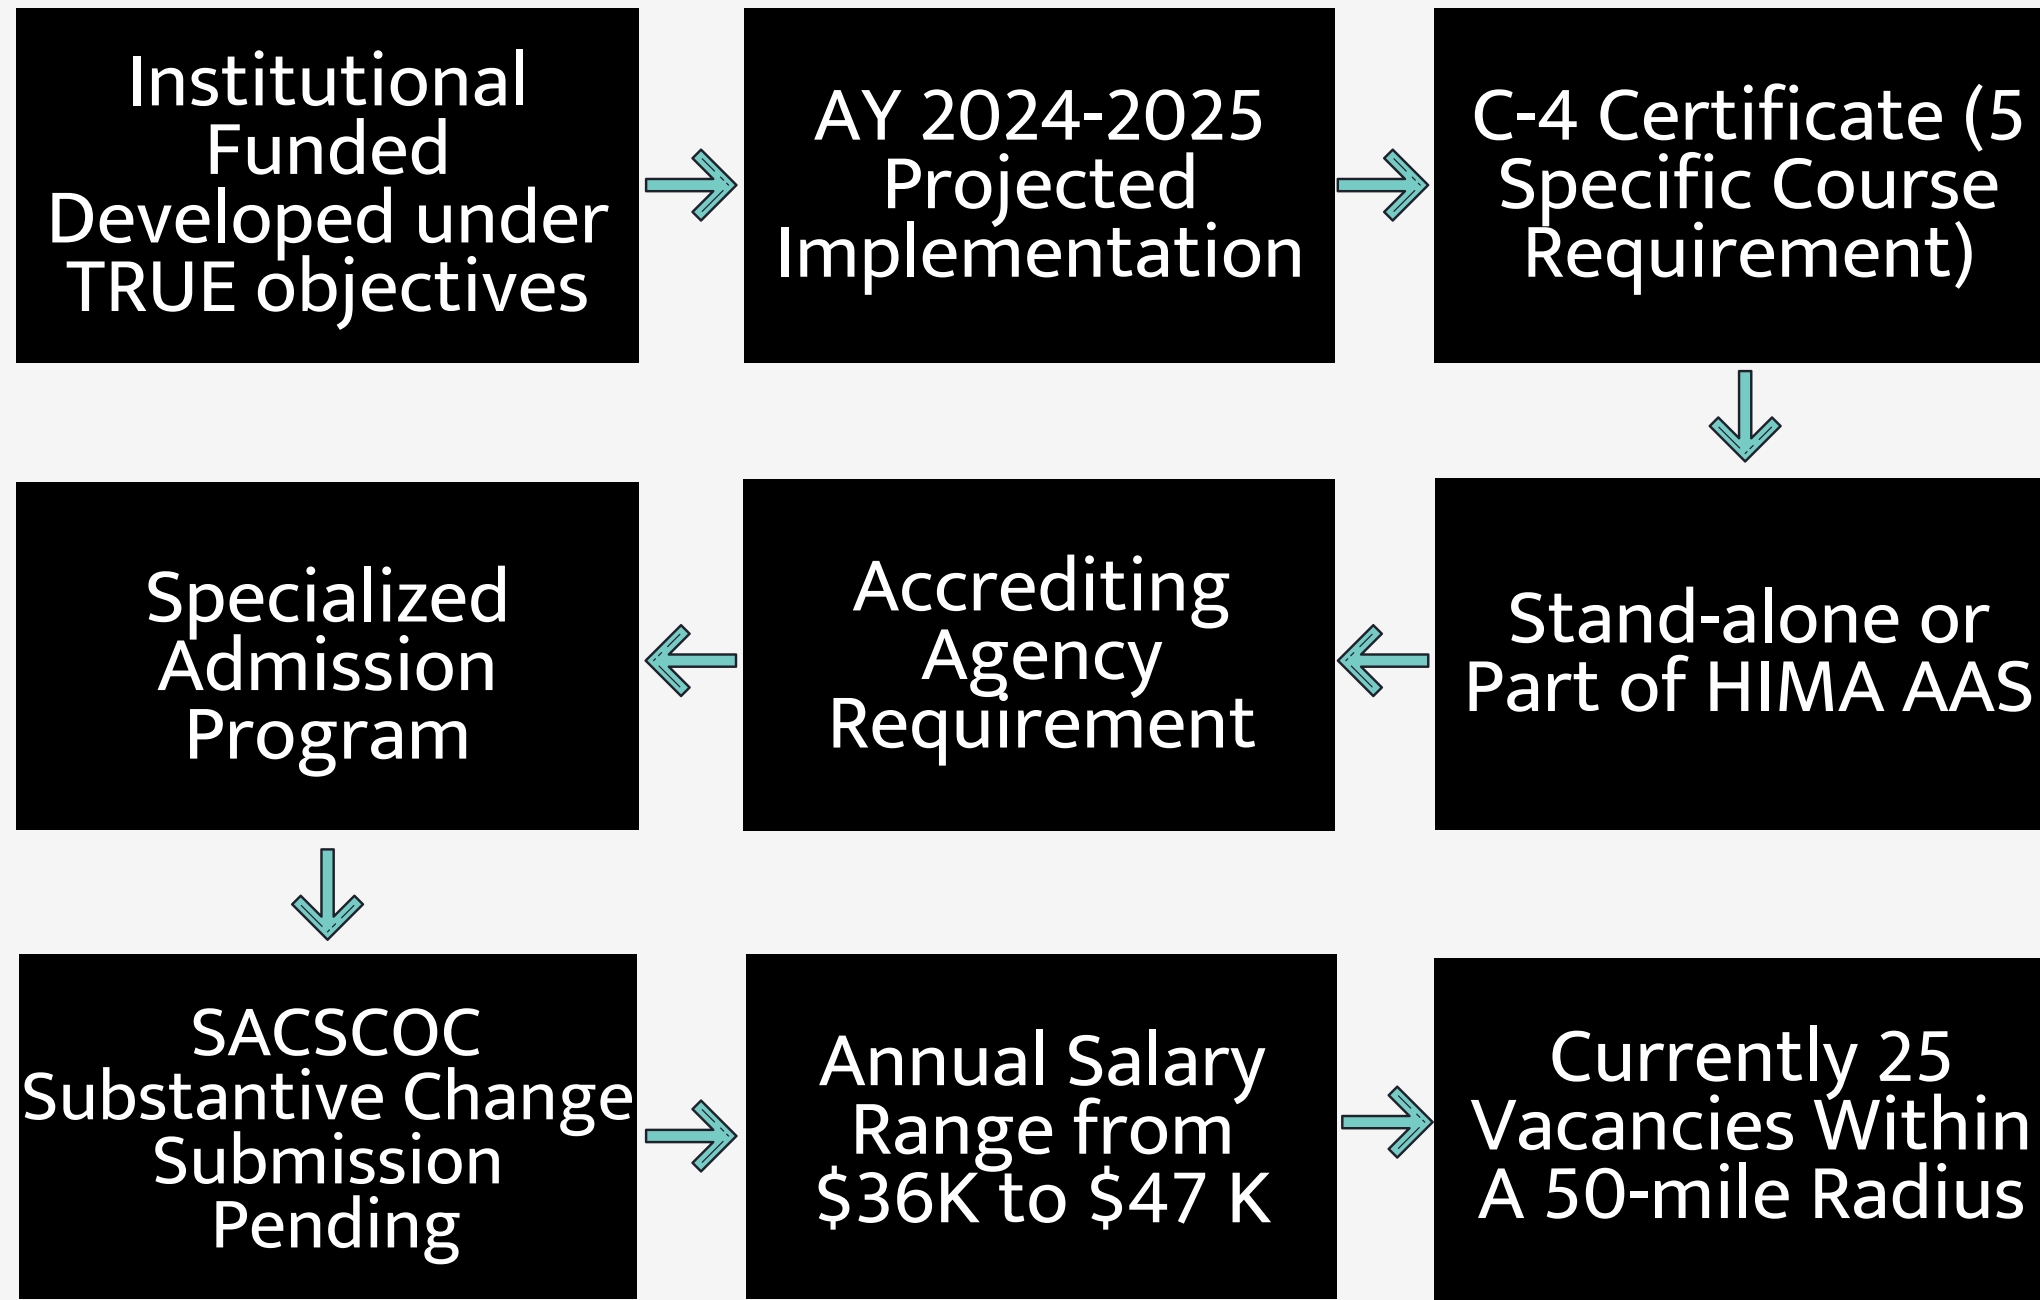 Institutional
Funded
Developed under
TRUE objectives
AY 2024-2025
Projected
Implementation
C-4 Certificate (5
Specific Course
Requirement)
Stand-alone or
Part of HIMA AAS
Accrediting
Agency
Requirement
Specialized
Admission
Program
SACSCOC
Substantive Change
Submission
Pending
Annual Salary
Range from
$36K to $47 K
Currently 25
Vacancies Within
A 50-mile Radius